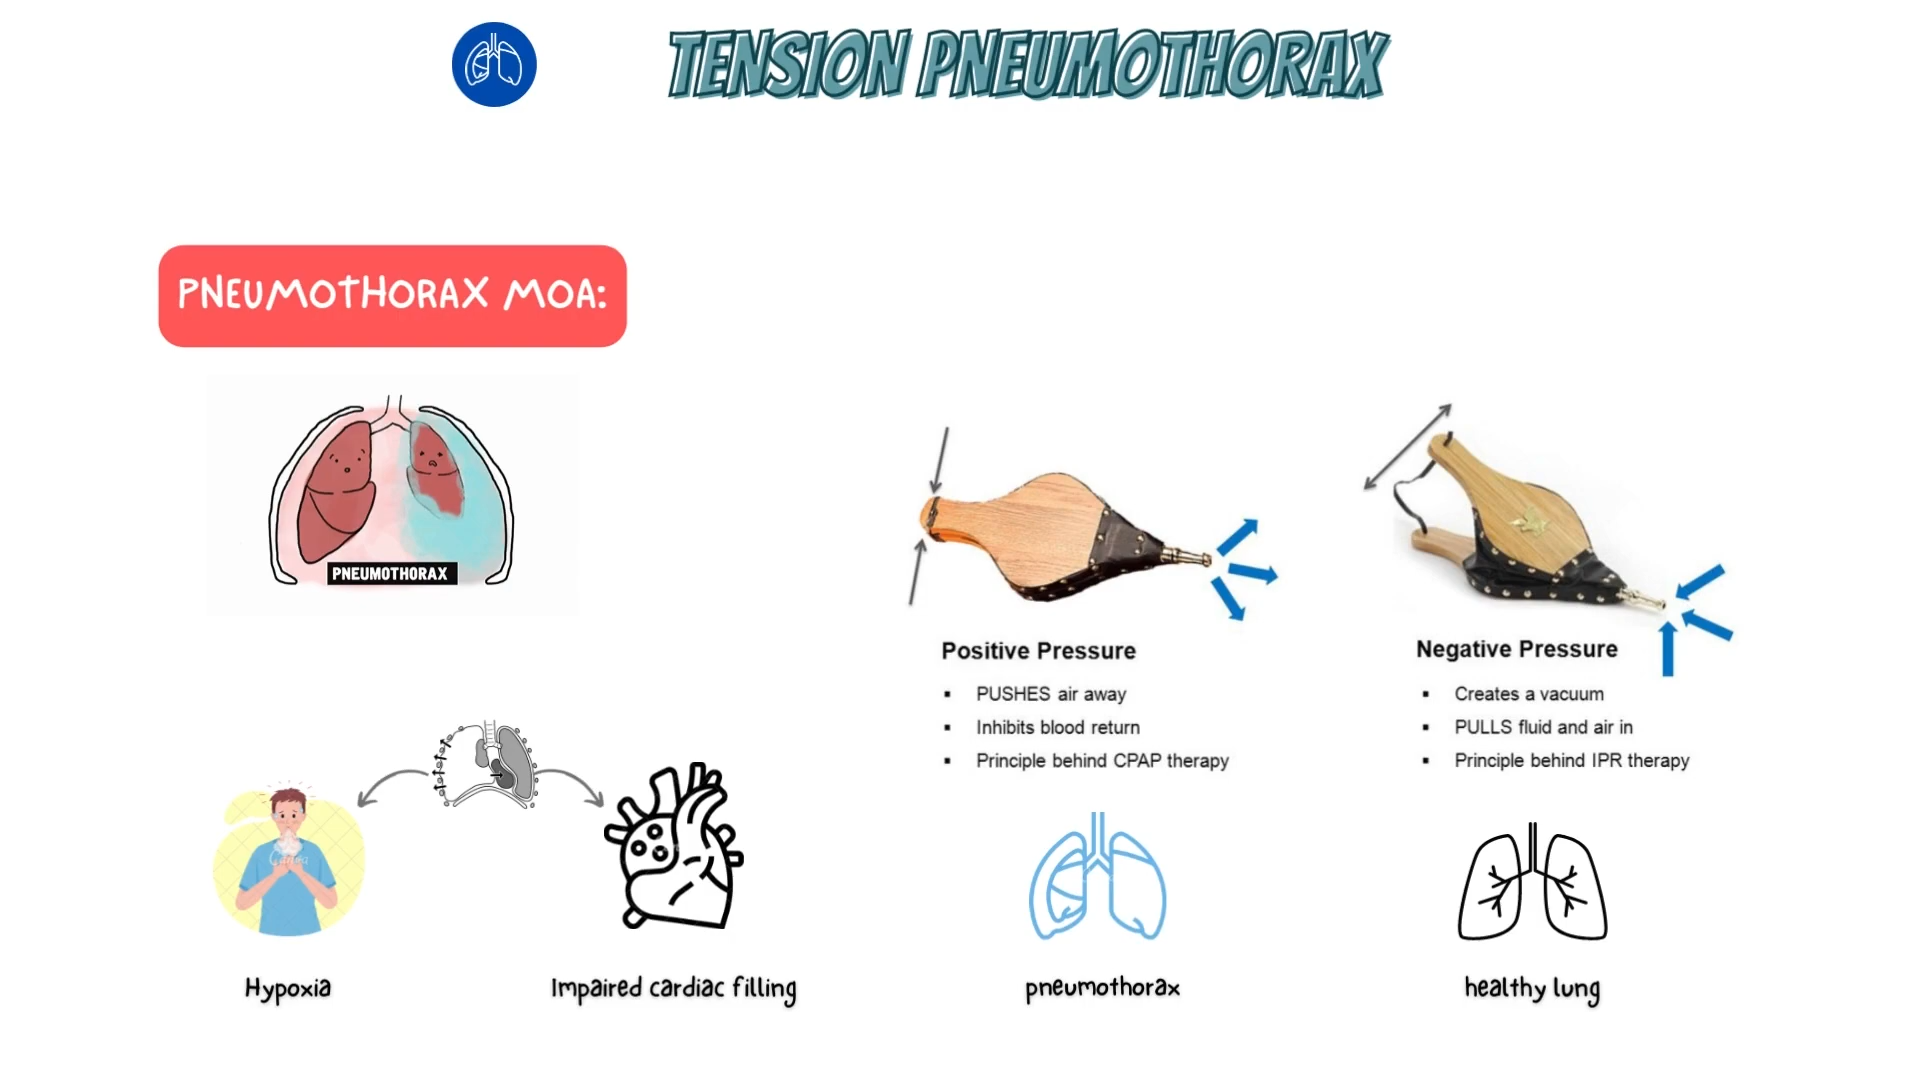 TENSION PNEUMOTHORAX
PNEUMOTHORAX MOA:
PNEUMOTHORAX
Positive Pressure
▪ PUSHES air away
▪ Inhibits blood return
▪ Principle behind CPAP therapy
Negative Pressure
▪ Creates a vacuum
▪ PULLS fluid and air in
▪ Principle behind IPR therapy
Canva
Hypoxia
Impaired cardiac filling
pneumothorax
healthy lung